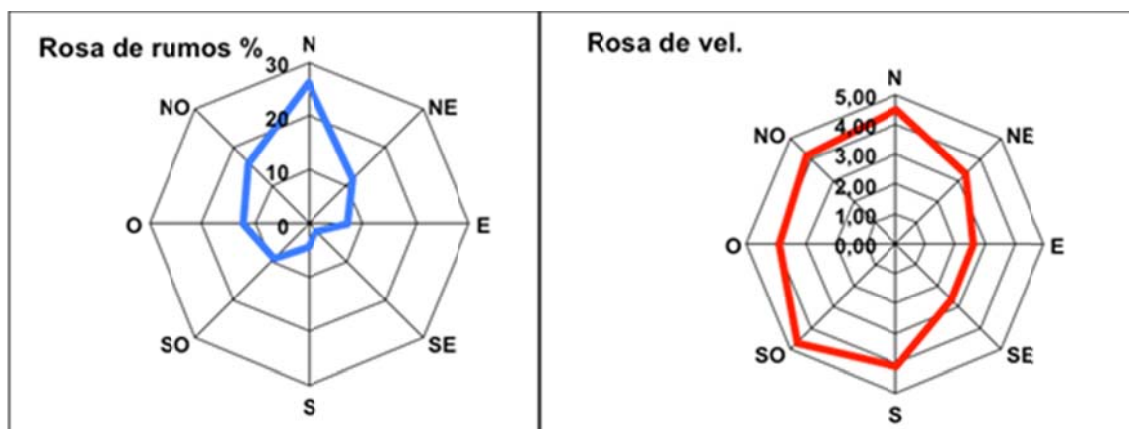 Rosa de rumos %
N
30
NO
NE
20
10
O
0
E
SO
SE
S
Rosa de vel.
N
5,00
NO
4,00
NE
3,00
2,00
1,00
O
0,00
E
SO
SE
S